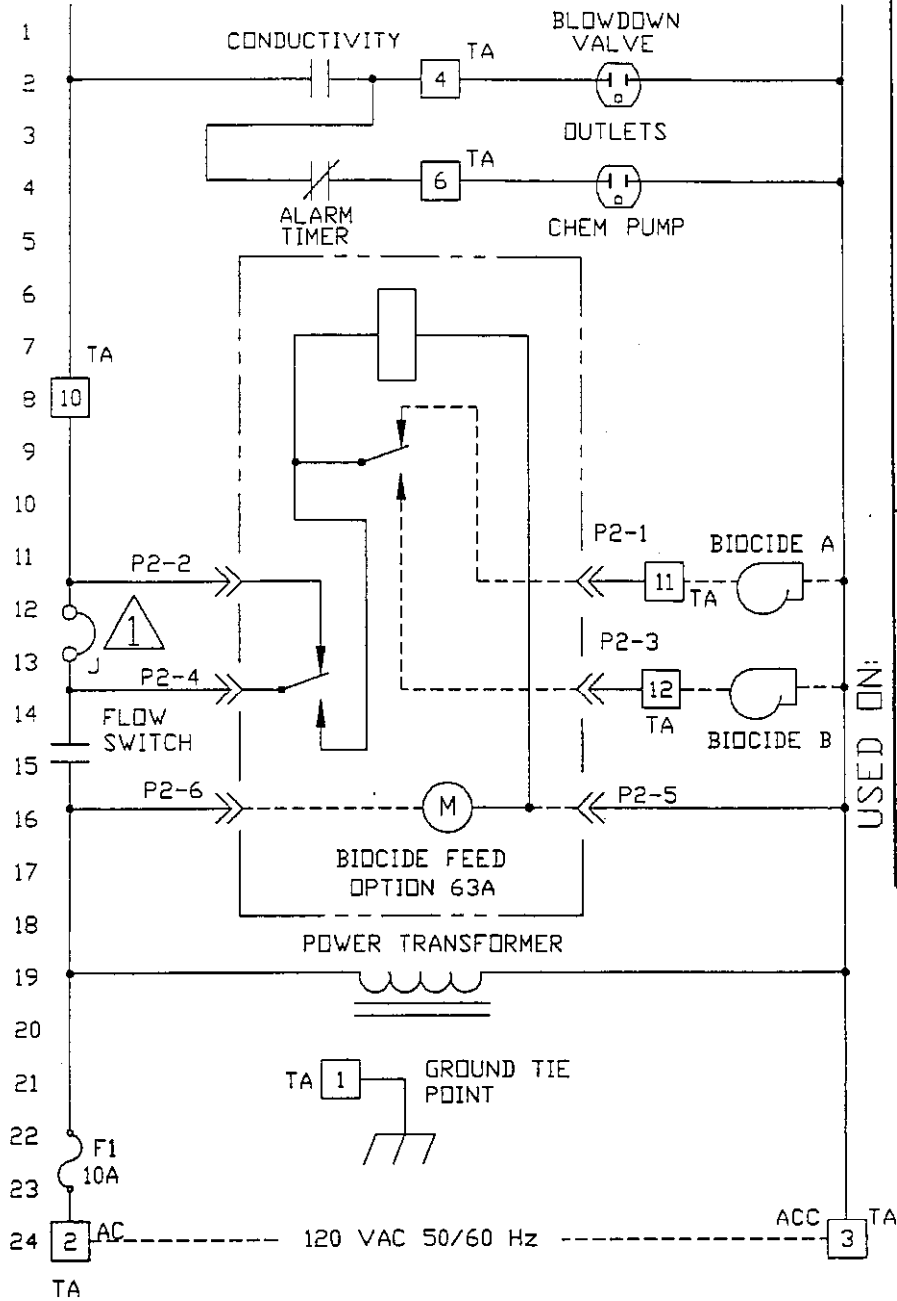 1
BLOWDOWN
VALVE
CONDUCTIVITY
TA
2
4
3
OUTLETS
TA
4
6
ALARM
TIMER
CHEM PUMP
5
6
7
TA
8
10
9
10
11
P2-2
P2-1
BIOCIDE A
12
1
11
TA
13
J
P2-4
P2-3
14
FLOW
SWITCH
12
TA
BIOCIDE B
15
16
P2-6
M
P2-5
17
BIOCIDE FEED
OPTION 63A
18
POWER TRANSFORMER
19
20
21
TA
1
GROUND TIE
POINT
22
F1
10A
23
24
2
AC
120 VAC 50/60 Hz
ACC
3
TA
TA
USED ON: